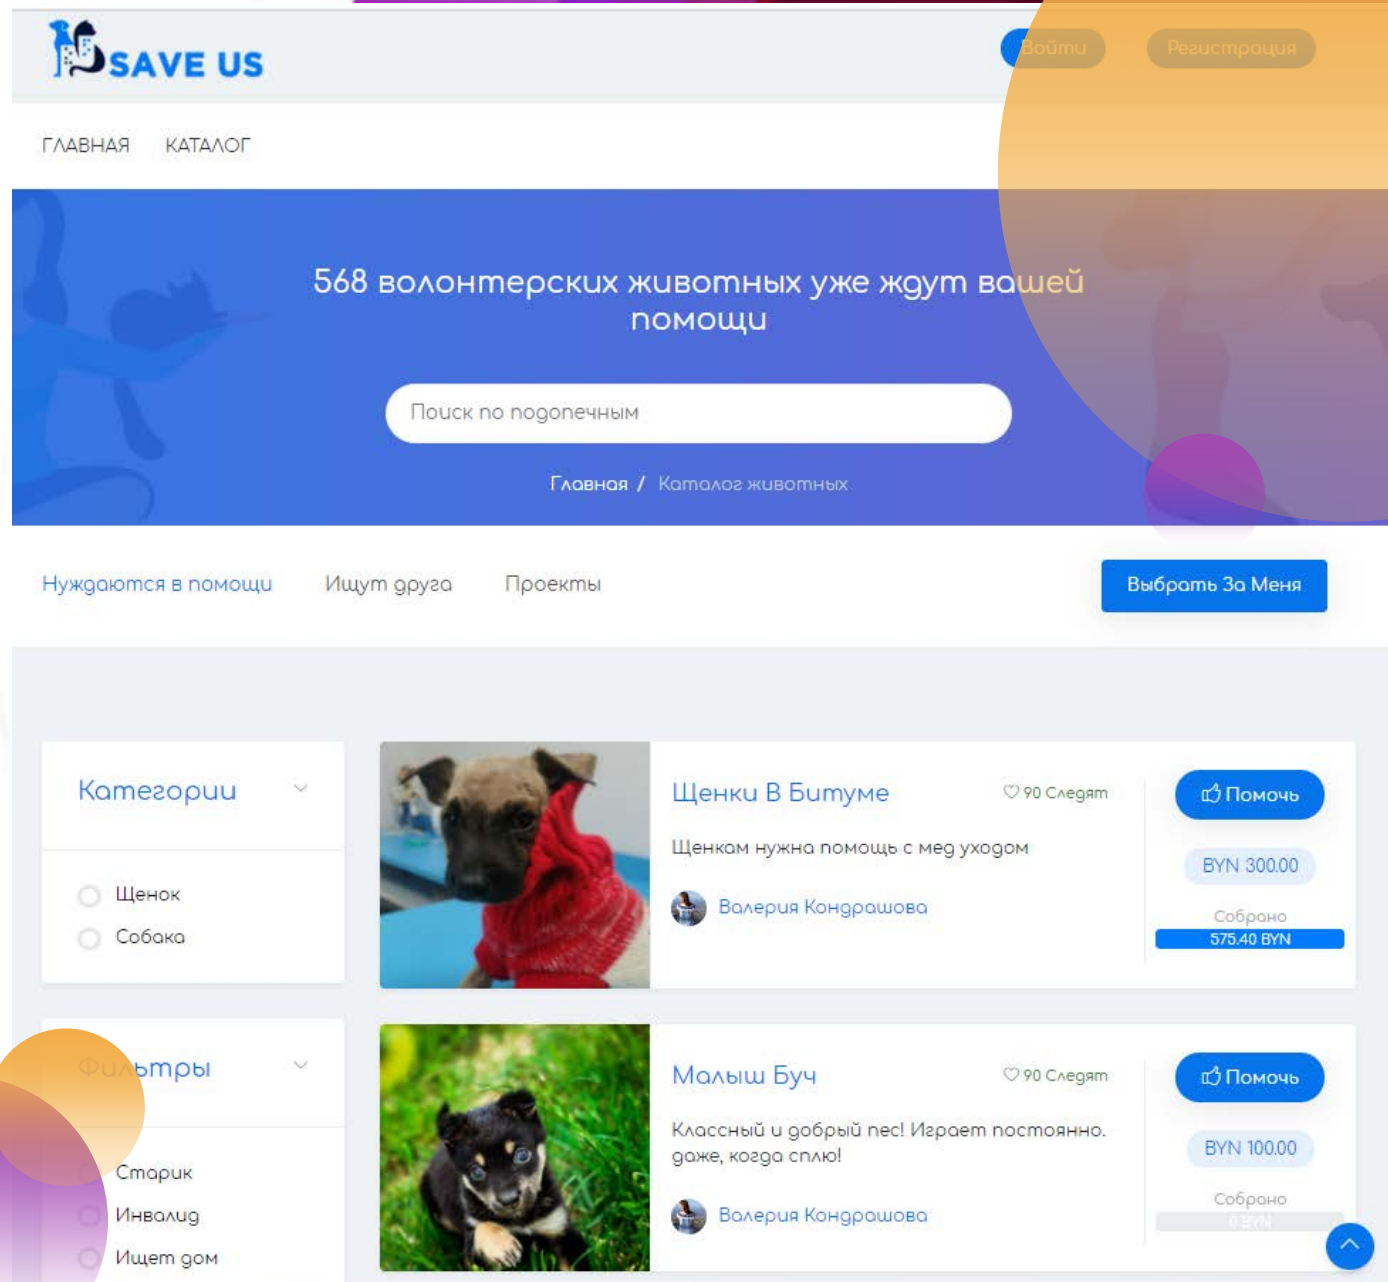 SAVE US
Войти
Регистрация
ГЛАВНАЯ КАТАЛОГ
568 волонтерских животных уже ждут вашей
помощи
Поиск по подопечным
Главная / Каталог животных
Нуждаются в помощи Ищут друга Проекты
Выбрать За Меня
Категории
Щенок
Собака
Фильтры
Старик
Инвалид
Ищет дом
Щенки В Битуме
90 Следят
Щенкам нужна помощь с мед уходом
Валерия Кондрашова
Помочь
BYN 300.00
Собрано
575.40 BYN
Малыш Буч
90 Следят
Классный и добрый пес! Играет постоянно.
даже, когда сплю!
Валерия Кондрашова
Помочь
BYN 100.00
Собрано
0 BYN